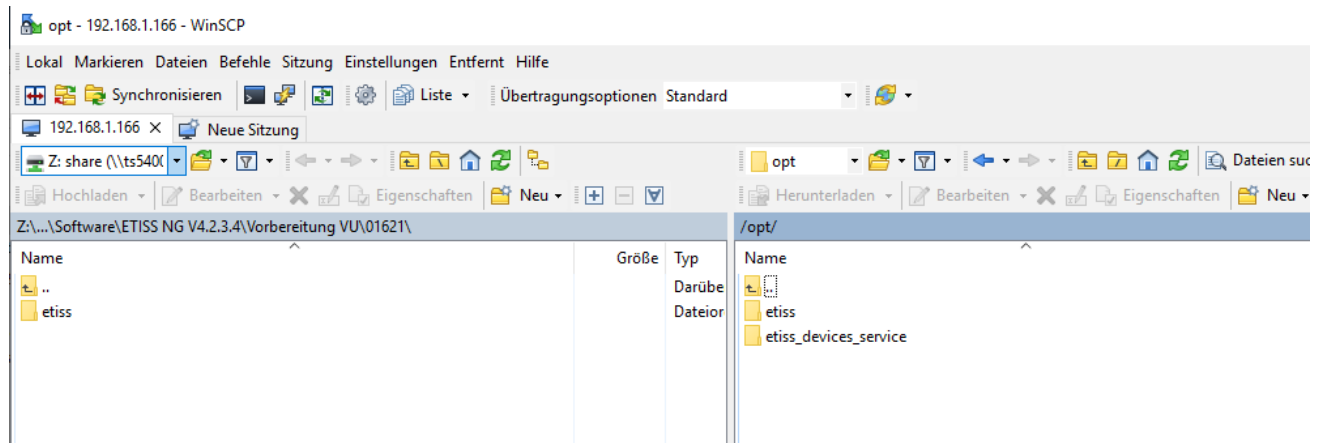 opt - 192.168.1.166 - WinSCP
Lokal Markieren Dateien Befehle Sitzung Einstellungen Entfernt Hilfe
Synchronisieren Liste Übertragungsoptionen Standard
192.168.1.166 Neue Sitzung
Z: share (\\ts540( opt Dateien suc
Hochladen Bearbeiten Eigenschaften Neu Herunterladen Bearbeiten Eigenschaften Neu
Z:\...\Software\ETISS NG V4.2.3.4\Vorbereitung VU\01621\ /opt/
Name Größe Typ Name
.. Darübe ..
etiss Dateior etiss
etiss_devices_service